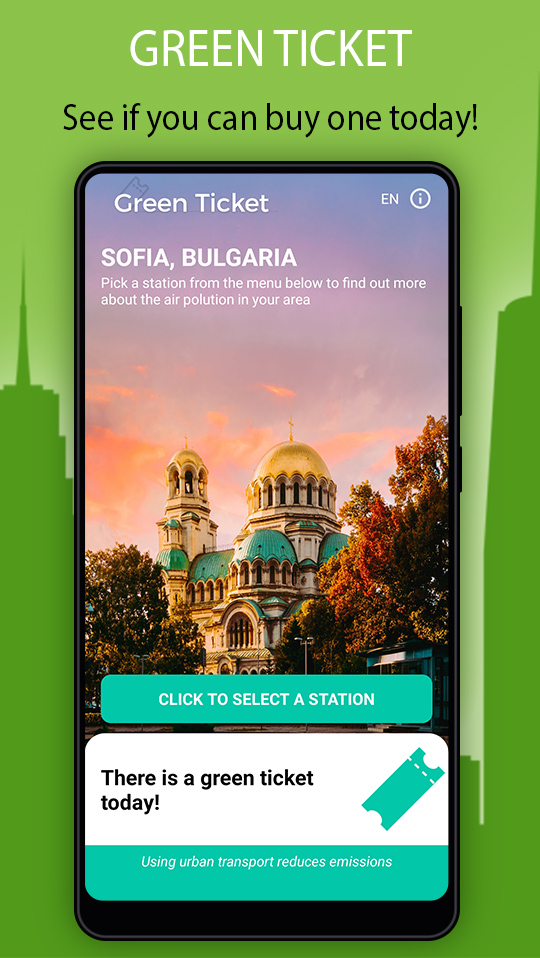 GREEN TICKET
See if you can buy one today!
Green Ticket
EN
SOFIA, BULGARIA
Pick a station from the menu below to find out more
about the air polution in your area
CLICK TO SELECT A STATION
There is a green ticket
today!
Using urban transport reduces emissions